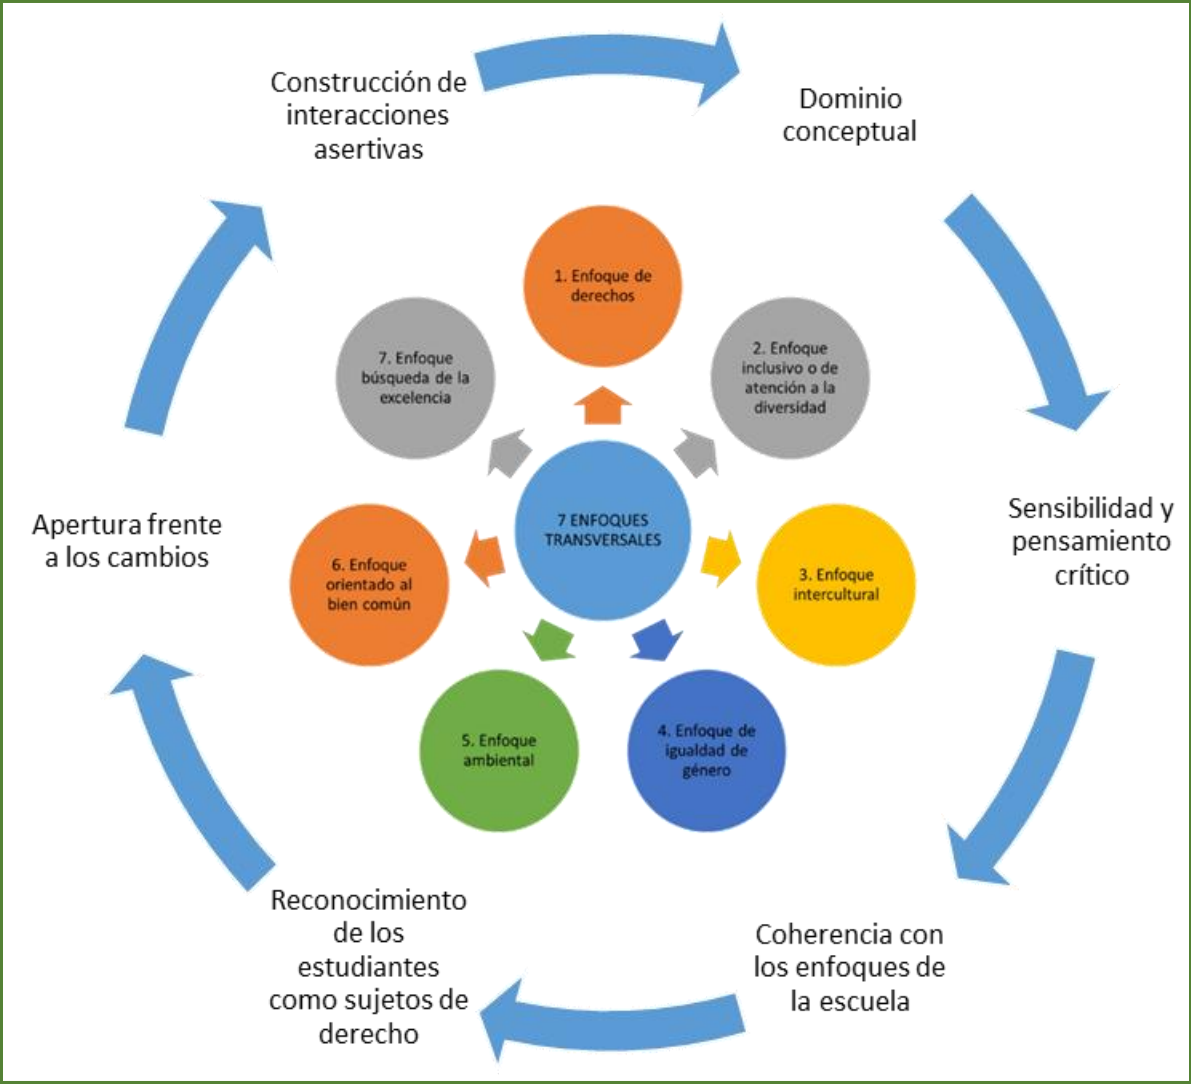 Construcción de
interacciones
asertivas
Dominio
conceptual
Sensibilidad y
pensamiento
crítico
Coherencia con
los enfoques de
la escuela
Reconocimiento
de los
estudiantes
como sujetos de
derecho
Apertura frente
a los cambios
7 ENFOQUES
TRANSVERSALES
1. Enfoque de
derechos
2. Enfoque
inclusivo o de
atención a la
diversidad
3. Enfoque
intercultural
4. Enfoque de
igualdad de
género
5. Enfoque
ambiental
6. Enfoque
orientado al
bien común
7. Enfoque
búsqueda de la
excelencia